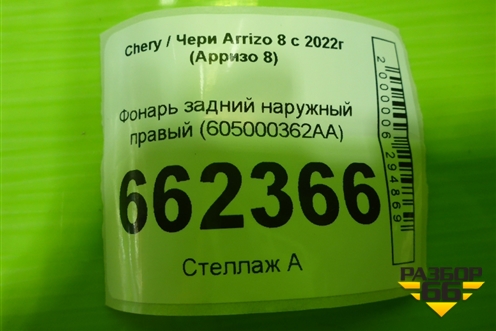 Chery / Чери Arrizo 8 с 2022г
(Арризо 8)
Фонарь задний наружный
правый (605000362AA)
662366
Стеллаж А
2000006294869
РАЗБОР
66